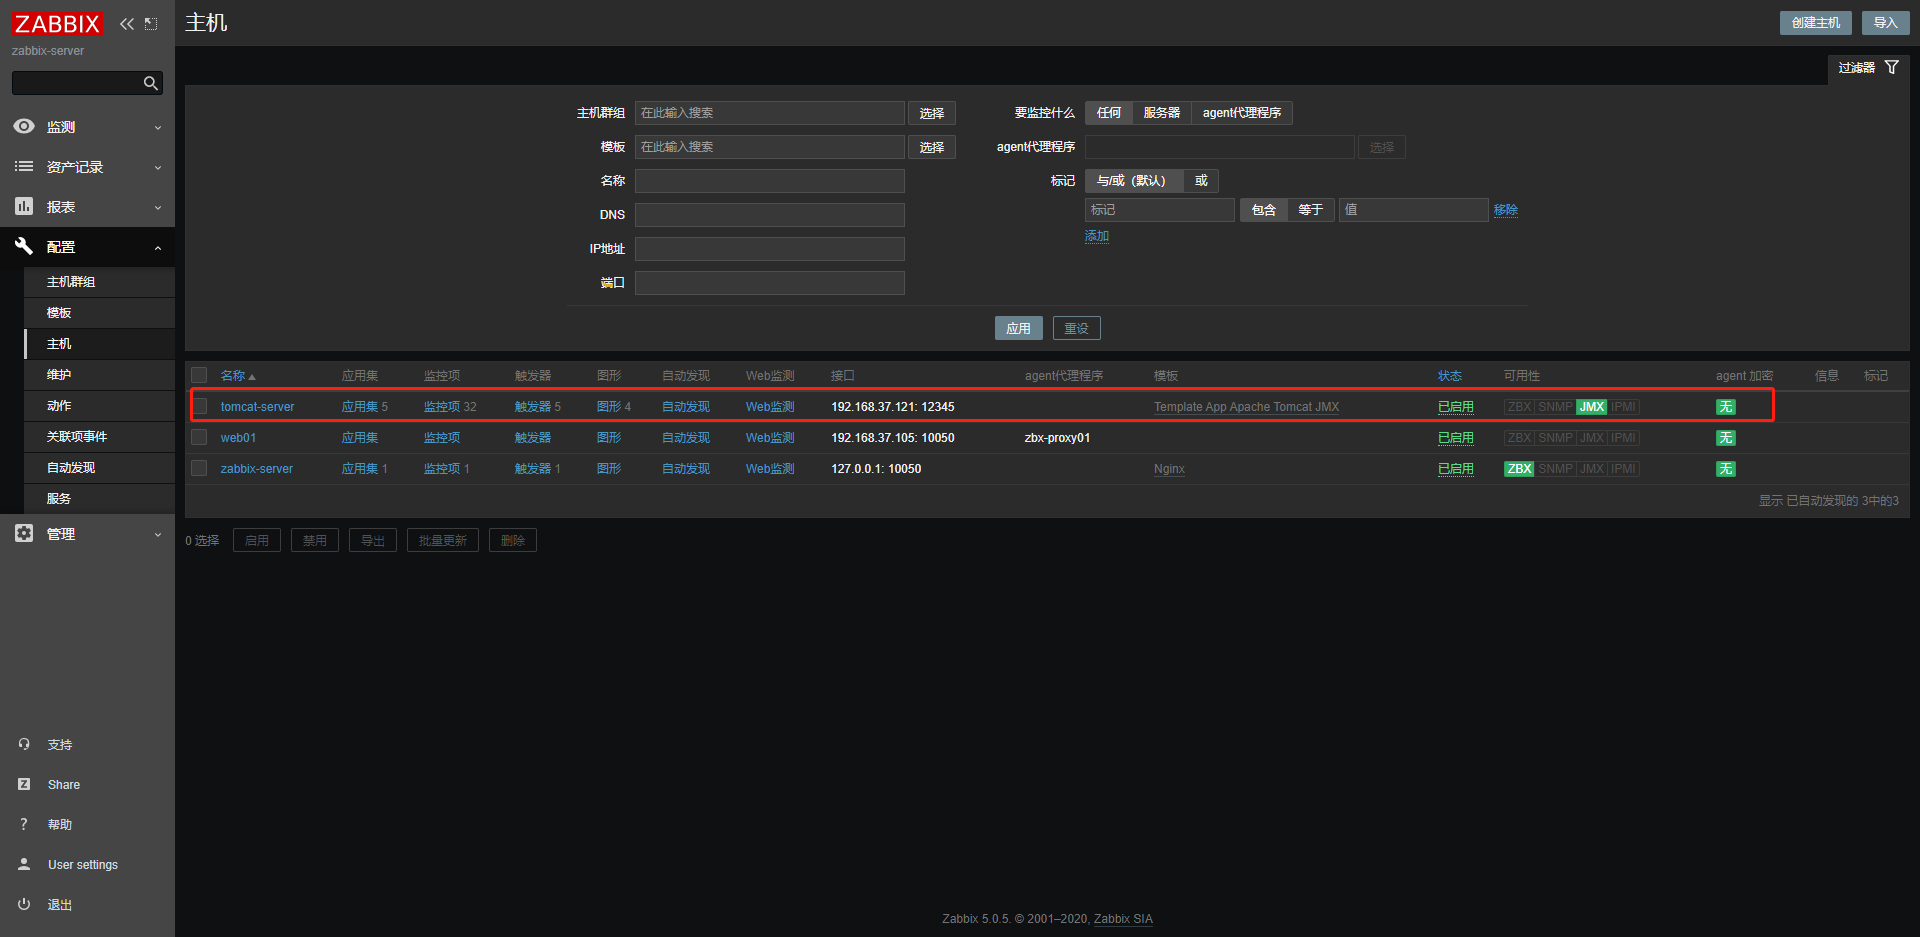 ZABBIX
zabbix-server
监测
资产记录
报表
配置
主机群组
模板
主机
维护
动作
关联项事件
自动发现
服务
管理
支持
Share
帮助
User settings
退出
主机
创建主机 导入
过滤器
主机群组 在此输入搜索 选择
模板 在此输入搜索 选择
名称
DNS
IP地址
端口
要监控什么 任何 服务器 agent代理程序
agent代理程序 选择
标记 与/或（默认） 或
标记 包含 等于 值 移除
添加
应用 重设
名称 应用集 监控项 触发器 图形 自动发现 Web监测 接口 agent代理程序 模板 状态 可用性 agent 加密 信息 标记
tomcat-server 应用集 5 监控项 32 触发器 5 图形 4 自动发现 Web监测 192.168.37.121: 12345 Template App Apache Tomcat JMX 已启用 ZBX SNMP JMX IPMI 无
web01 应用集 监控项 触发器 图形 自动发现 Web监测 192.168.37.105: 10050 zbx-proxy01 已启用 ZBX SNMP JMX IPMI 无
zabbix-server 应用集 1 监控项 1 触发器 1 图形 自动发现 Web监测 127.0.0.1: 10050 Nginx 已启用 ZBX SNMP JMX IPMI 无
显示 已自动发现的 3中的3
0 选择 启用 禁用 导出 批量更新 删除
Zabbix 5.0.5. © 2001–2020, Zabbix SIA